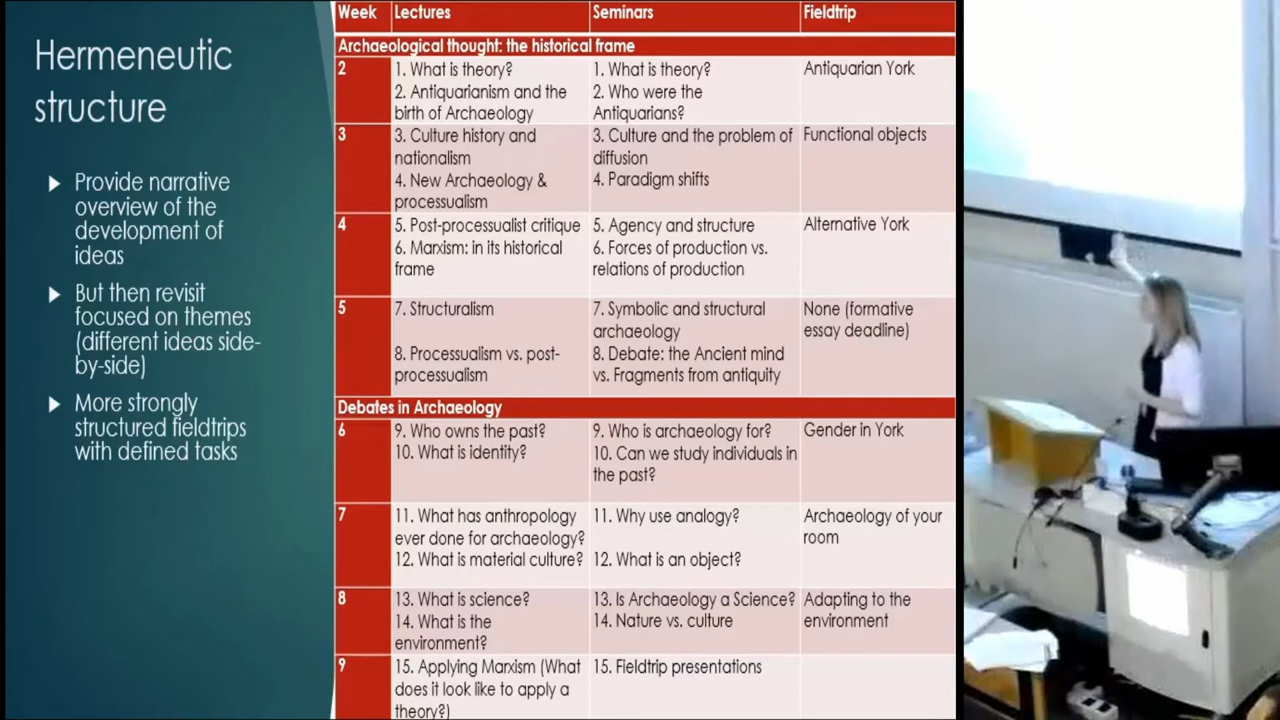 Hermeneutic
structure
Provide narrative
overview of the
development of
ideas
But then revisit
focused on themes
(different ideas side-
by-side)
More strongly
structured fieldtrips
with defined tasks
Week Lectures Seminars Fieldtrip
Archaeological thought: the historical frame
2 1. What is theory? 1. What is theory? Antiquarian York
2. Antiquarianism and the 2. Who were the
birth of Archaeology Antiquarians?
3 3. Culture history and 3. Culture and the problem of Functional objects
nationalism diffusion
4. New Archaeology & 4. Paradigm shifts
processualism
4 5. Post-processualist critique 5. Agency and structure Alternative York
6. Marxism: in its historical 6. Forces of production vs.
frame relations of production
5 7. Structuralism 7. Symbolic and structural None (formative
archaeology essay deadline)
8. Processualism vs. post- 8. Debate: the Ancient mind
processualism vs. Fragments from antiquity
Debates in Archaeology
6 9. Who owns the past? 9. Who is archaeology for? Gender in York
10. What is identity? 10. Can we study individuals in
the past?
7 11. What has anthropology 11. Why use analogy? Archaeology of your
ever done for archaeology? room
12. What is material culture? 12. What is an object?
8 13. What is science? 13. Is Archaeology a Science? Adapting to the
14. What is the 14. Nature vs. culture environment
environment?
9 15. Applying Marxism (What 15. Fieldtrip presentations
does it look like to apply a
theory?)